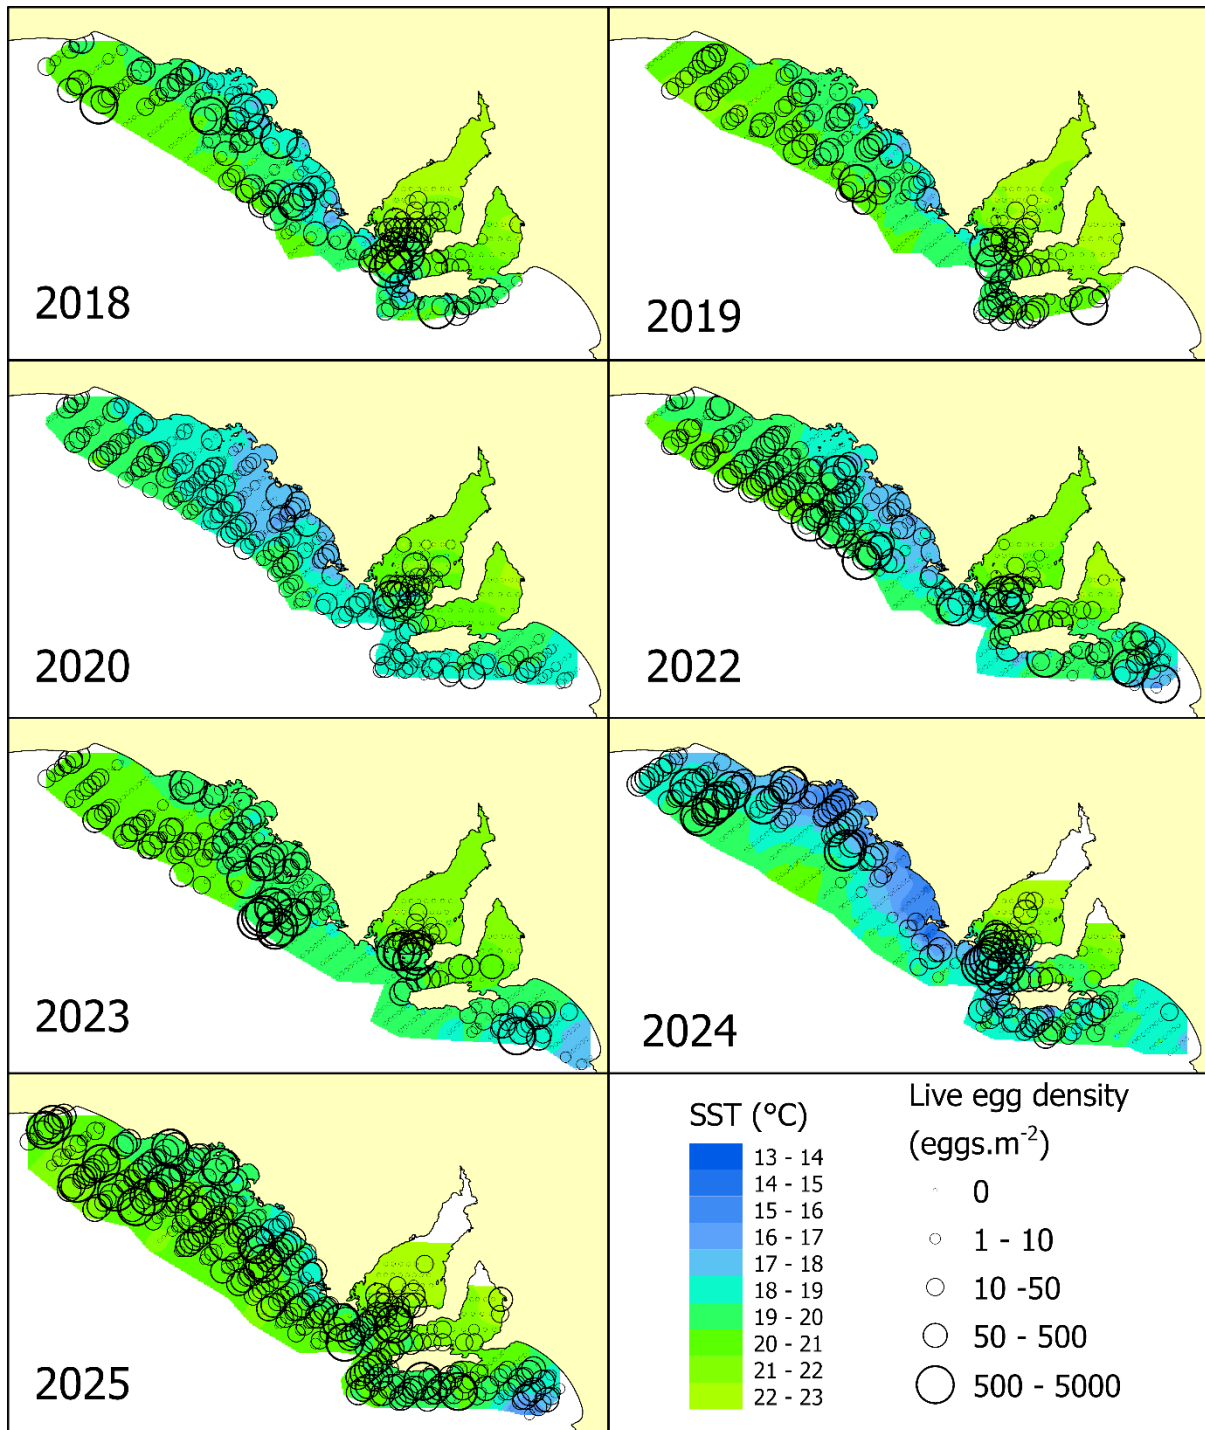 2018
2019
2020
2022
2023
2024
2025
SST (°C)
13 - 14
14 - 15
15 - 16
16 - 17
17 - 18
18 - 19
19 - 20
20 - 21
21 - 22
22 - 23
Live egg density
(eggs.m⁻²)
0
1 - 10
10 -50
50 - 500
500 - 5000